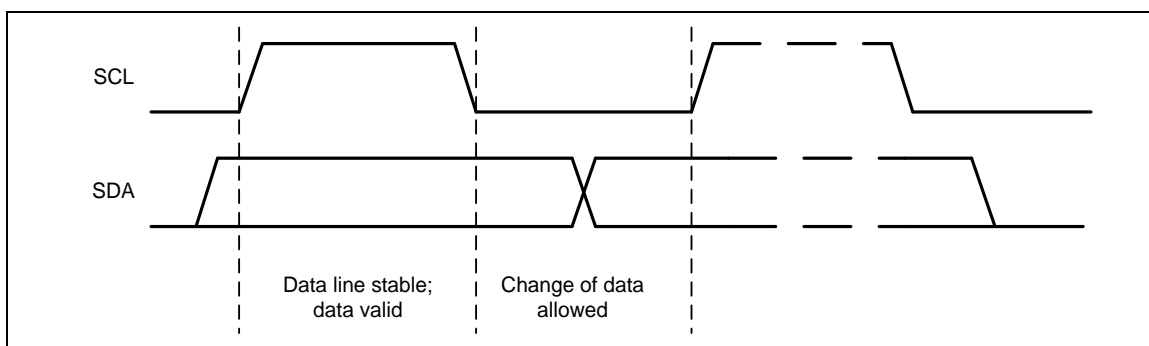 SCL
SDA
Data line stable;
data valid
Change of data
allowed